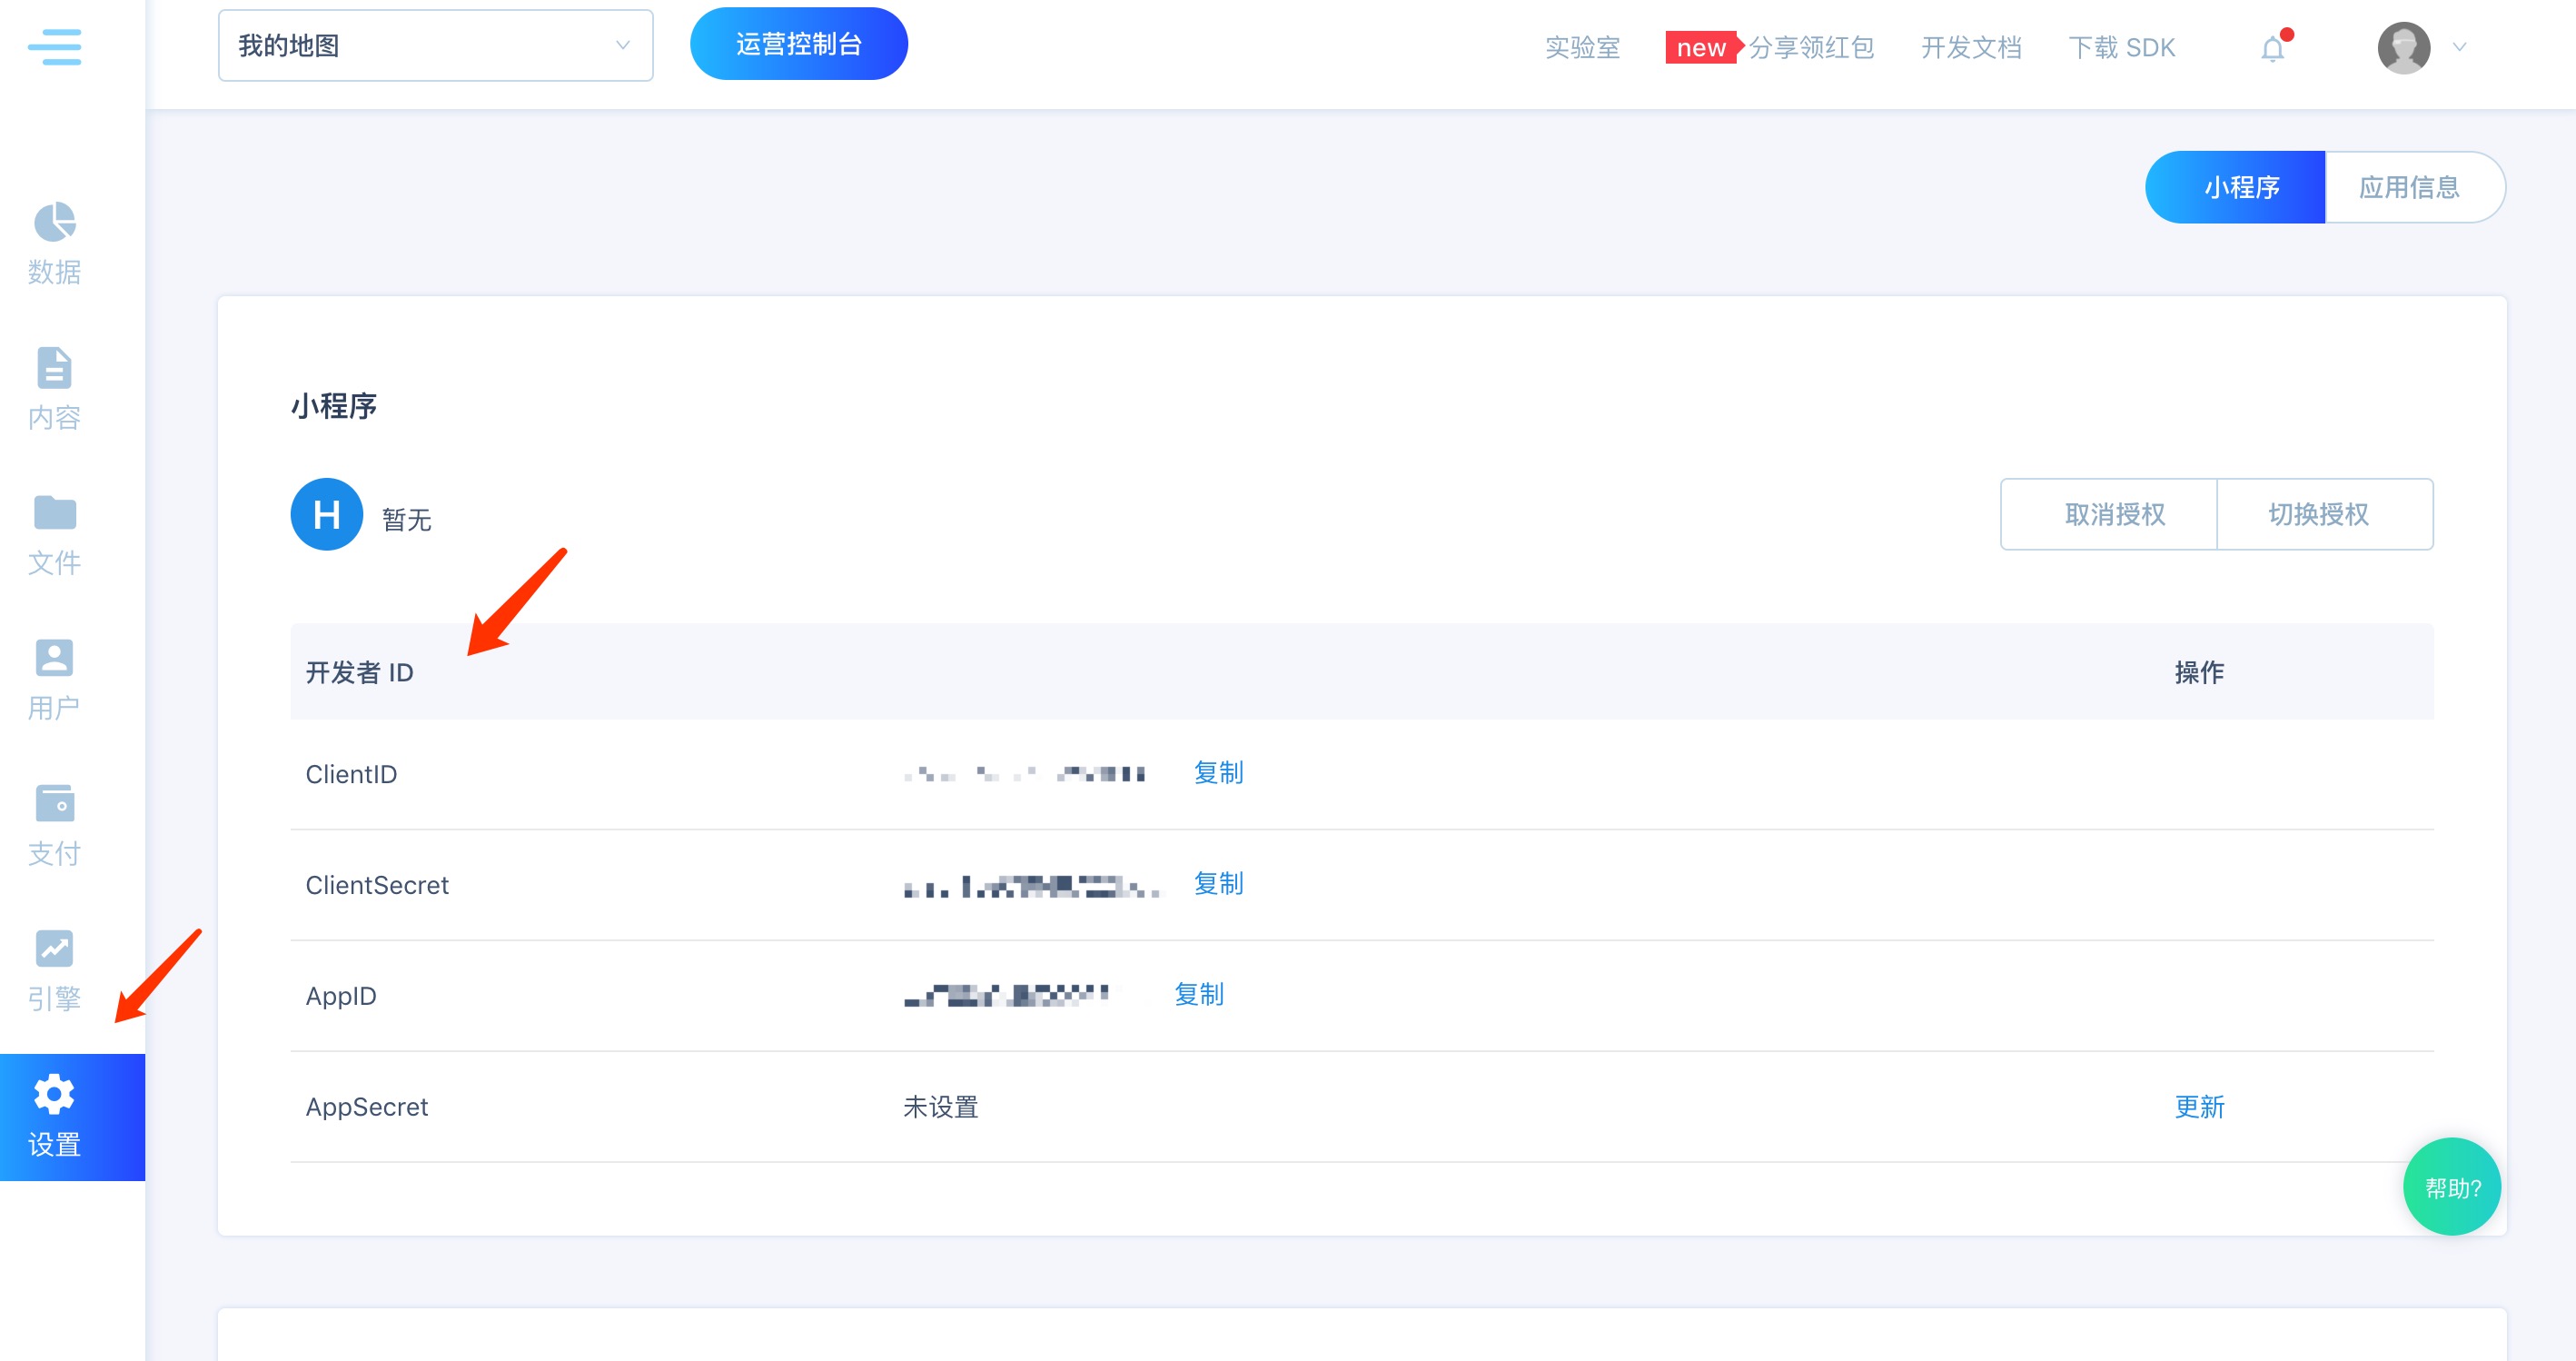 我的地图
运营控制台
实验室
new
分享领红包
开发文档
下载 SDK
小程序
应用信息
数据
内容
文件
用户
支付
引擎
设置
小程序
H
暂无
取消授权
切换授权
开发者 ID
操作
ClientID
复制
ClientSecret
复制
AppID
复制
AppSecret
未设置
更新
帮助?